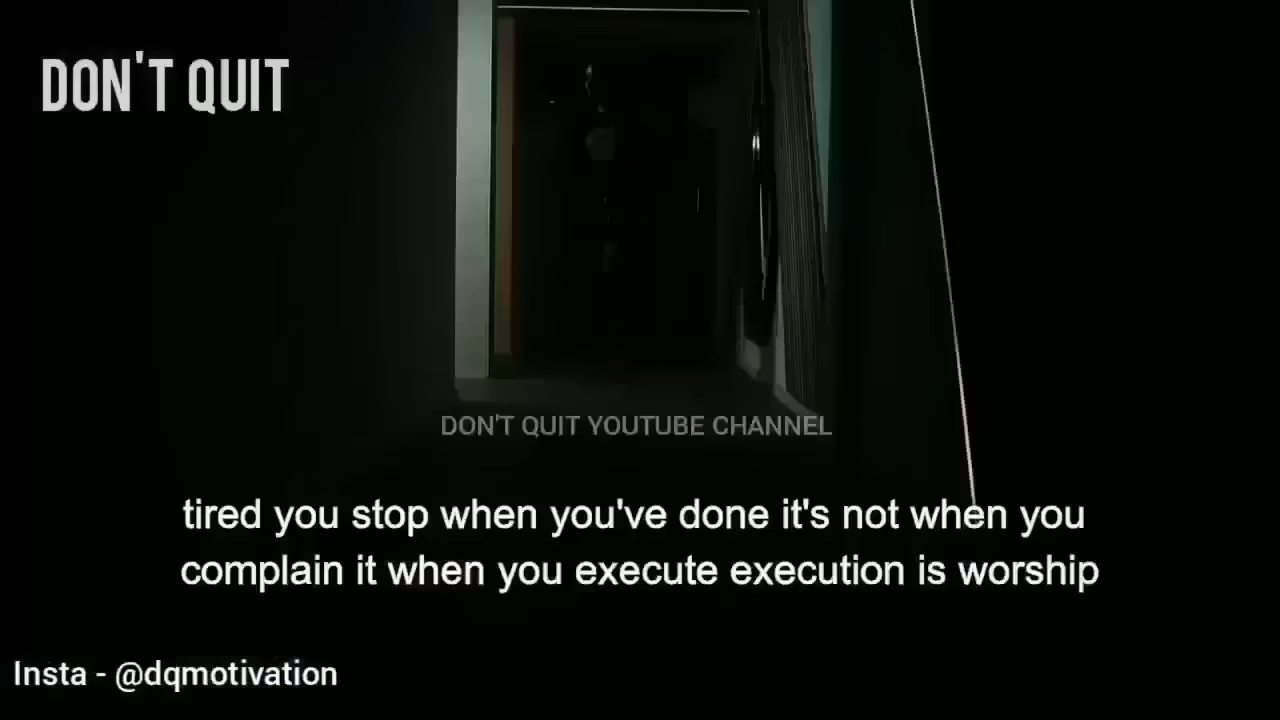 DON'T QUIT
DON'T QUIT YOUTUBE CHANNEL
tired you stop when you've done it's not when you
complain it when you execute execution is worship
Insta - @dqmotivation